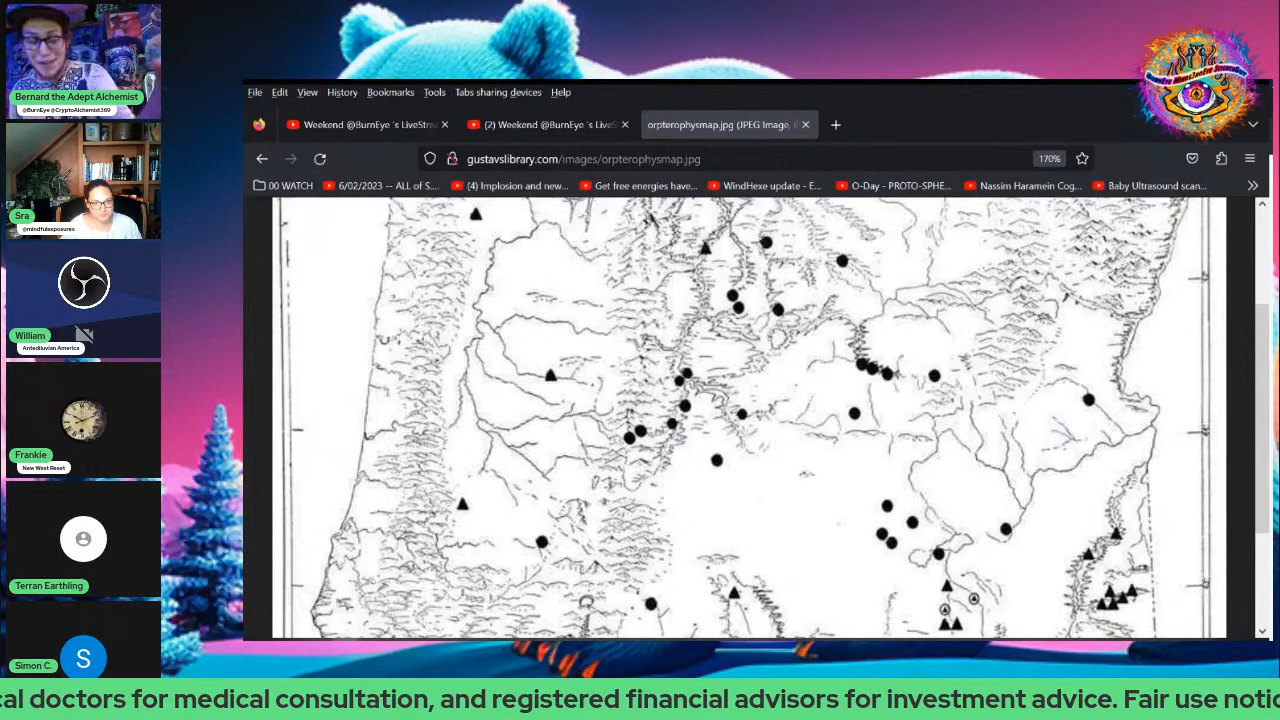 Bernard the Adept Alchemist
@BurnEye @CryptoAlchemist369
Sra
@mindfulexposures
William
Antediluvian America
Frankie
New West Reset
Terran Earthling
S
Simon C.
File Edit View History Bookmarks Tools Tabs sharing devices Help
Weekend @BurnEye 's LiveStrea
(2) Weekend @BurnEye 's LiveS
orpterophysmap.jpg (JPEG Image, 6
gustavslibrary.com/images/orpterophysmap.jpg
170%
00 WATCH
6/02/2023 -- ALL of S...
(4) Implosion and new...
Get free energies have...
WindHexe update - E...
O-Day - PROTO-SPHE...
Nassim Haramein Cog...
Baby Ultrasound scan...
cal doctors for medical consultation, and registered financial advisors for investment advice. Fair use notic